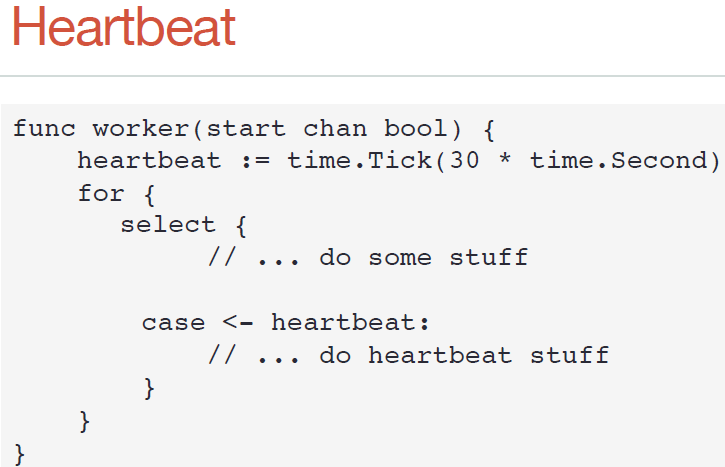 Heartbeat
func worker(start chan bool) {
    heartbeat := time.Tick(30 * time.Second)
    for {
       select {
            // ... do some stuff

        case <- heartbeat:
            // ... do heartbeat stuff
        }
    }
}